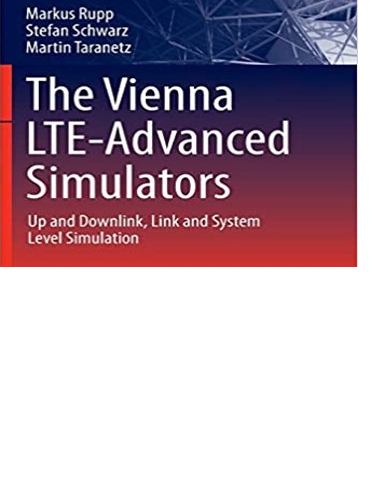 Markus Rupp
Stefan Schwarz
Martin Taranetz
The Vienna
LTE-Advanced
Simulators
Up and Downlink, Link and System
Level Simulation